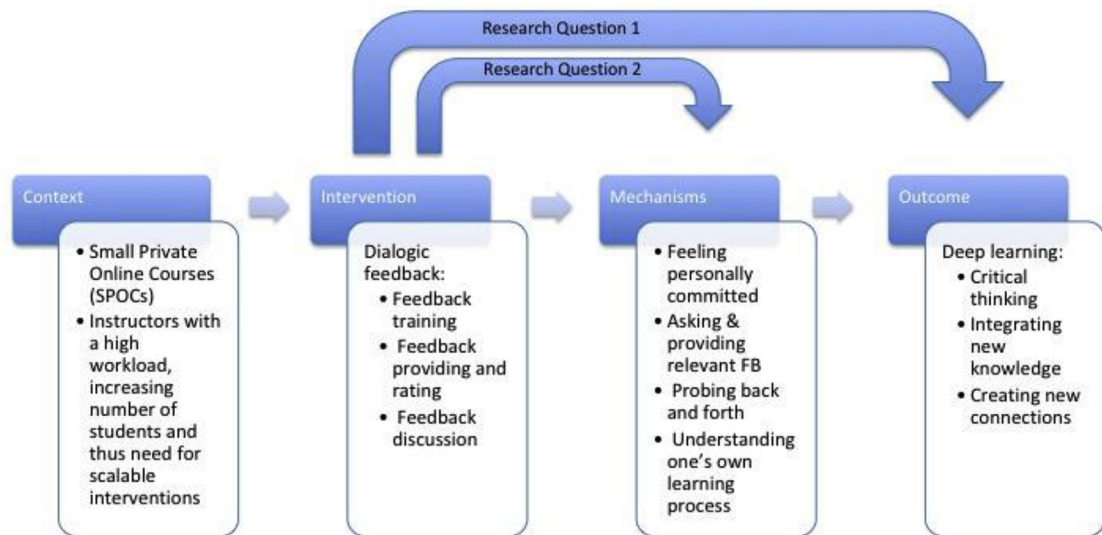 Research Question 1
Research Question 2
Context
• Small Private
Online Courses
(SPOCs)
• Instructors with
a high
workload,
increasing
number of
students and
thus need for
scalable
interventions
Intervention
Dialogic
feedback:
• Feedback
training
• Feedback
providing and
rating
• Feedback
discussion
Mechanisms
• Feeling
personally
committed
• Asking &
providing
relevant FB
• Probing back
and forth
• Understanding
one's own
learning
process
Outcome
Deep learning:
• Critical
thinking
• Integrating
new
knowledge
• Creating new
connections